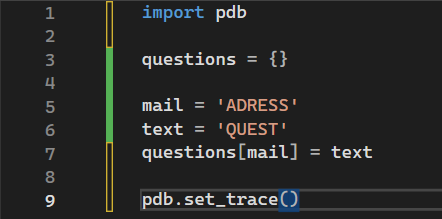 1 import pdb
2
3 questions = {}
4
5 mail = 'ADRESS'
6 text = 'QUEST'
7 questions[mail] = text
8
9 pdb.set_trace()